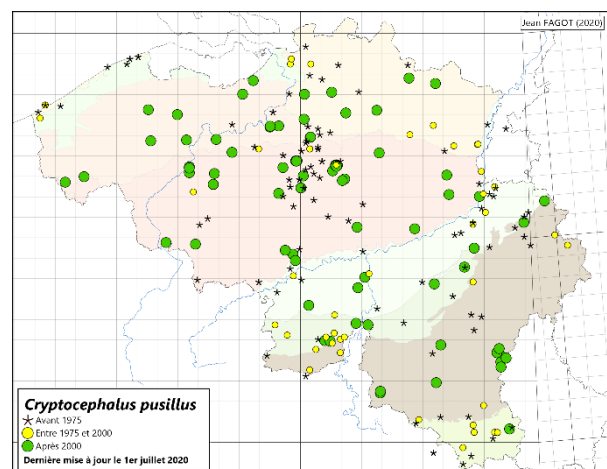 Jean FAGOT (2020)
Cryptocephalus pusillus
Avant 1975
Entre 1975 et 2000
Après 2000
Dernière mise à jour le 1er juillet 2020